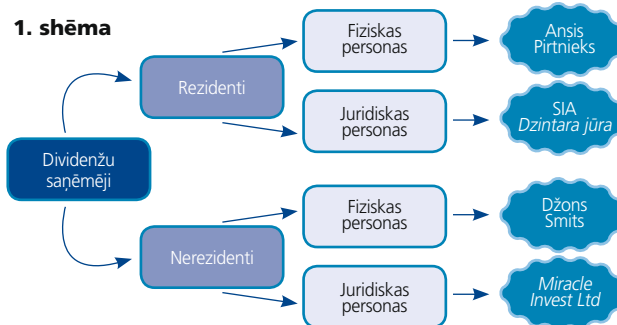 1. shēma
Dividenžu
saņēmēji
Rezidenti
Fiziskas
personas
Ansis
Pirtnieks
Juridiskas
personas
SIA
Dzintara jūra
Nerezidenti
Fiziskas
personas
Džons
Smits
Juridiskas
personas
Miracle
Invest Ltd